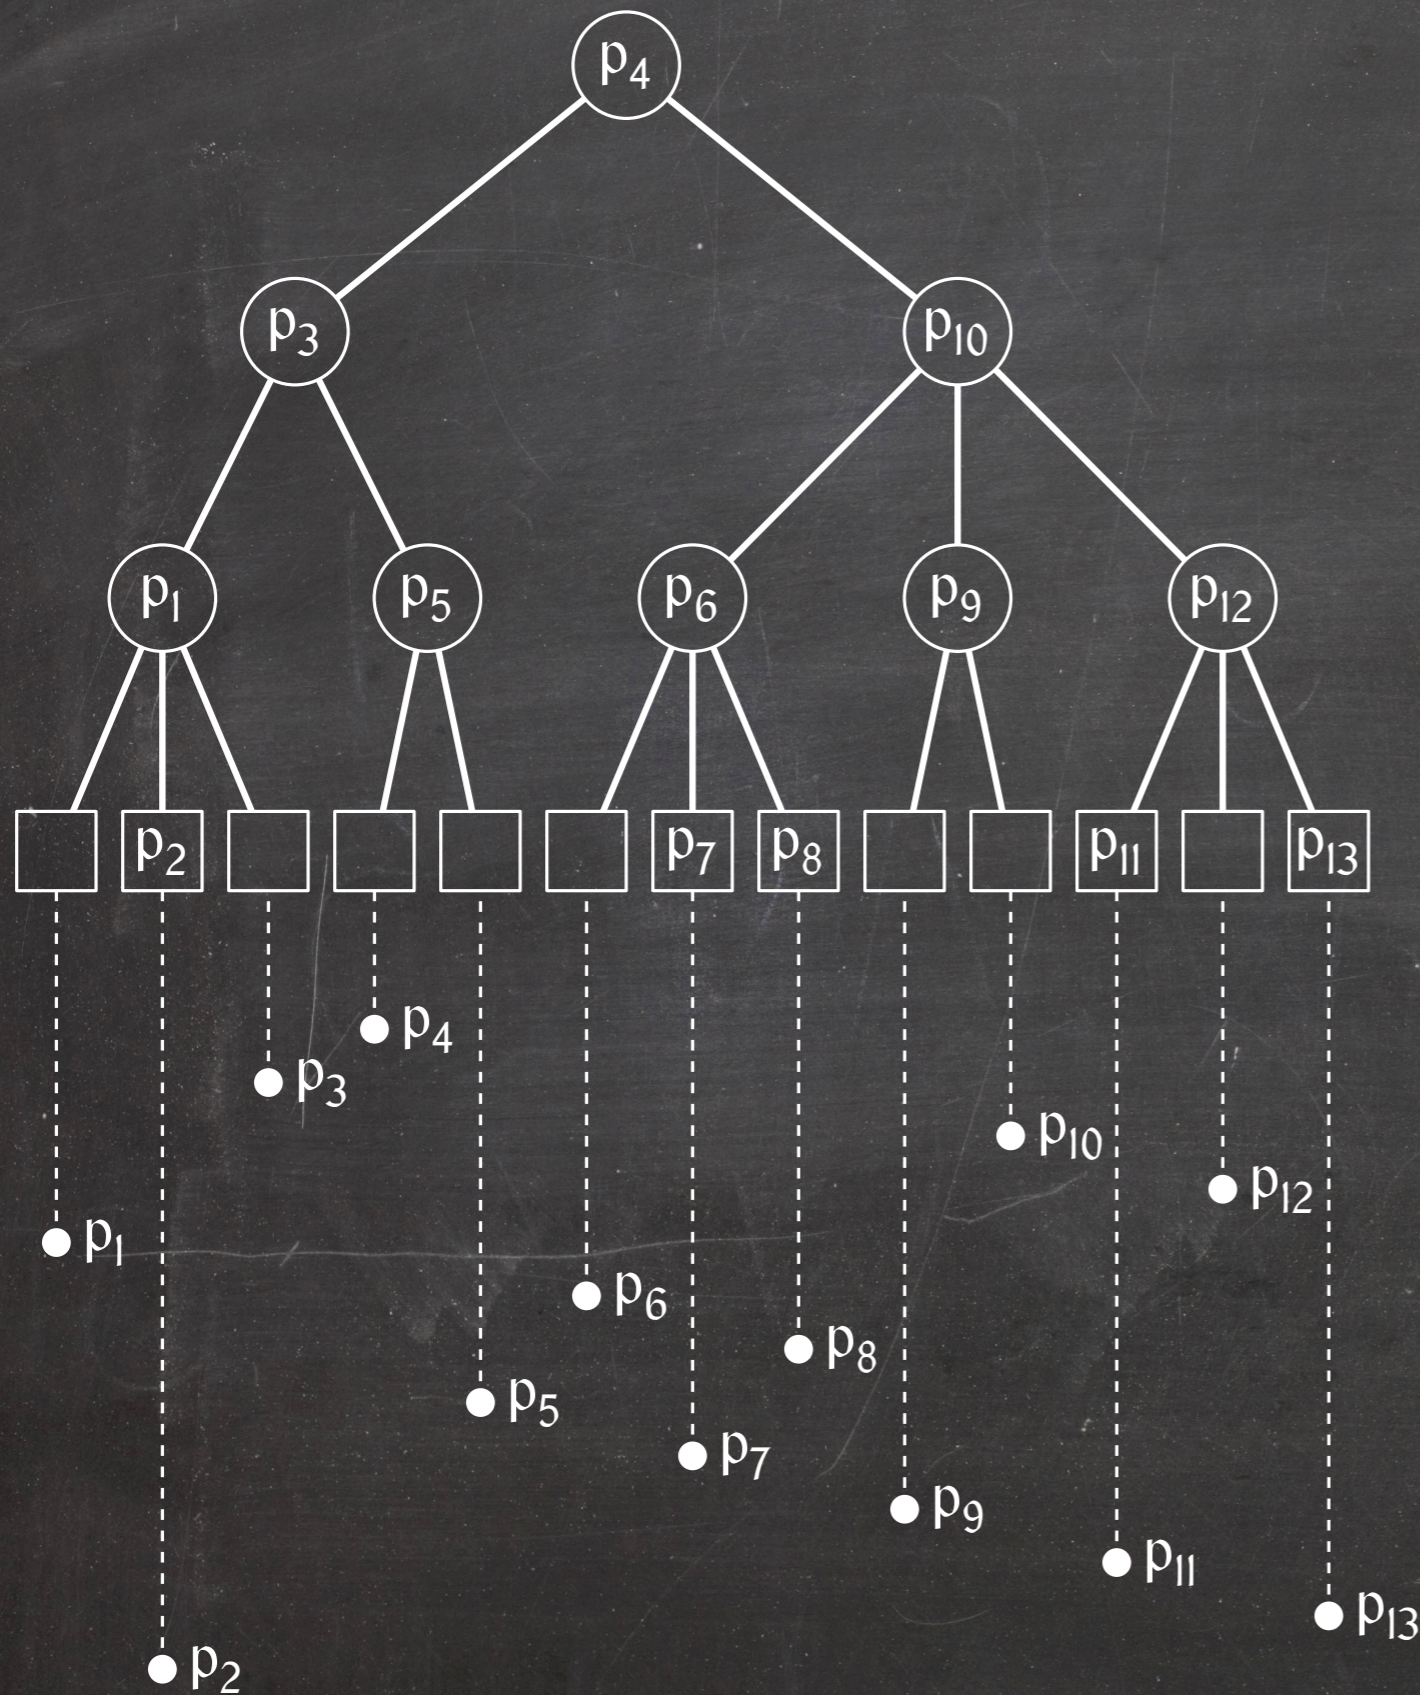 p₄
p₃ p₁₀
p₁ p₅ p₆ p₉ p₁₂
p₂ p₇ p₈ p₁₁ p₁₃
p₄
p₃
p₁₀
p₁₂
p₁
p₆
p₈
p₅
p₇
p₉
p₁₁
p₁₃
p₂